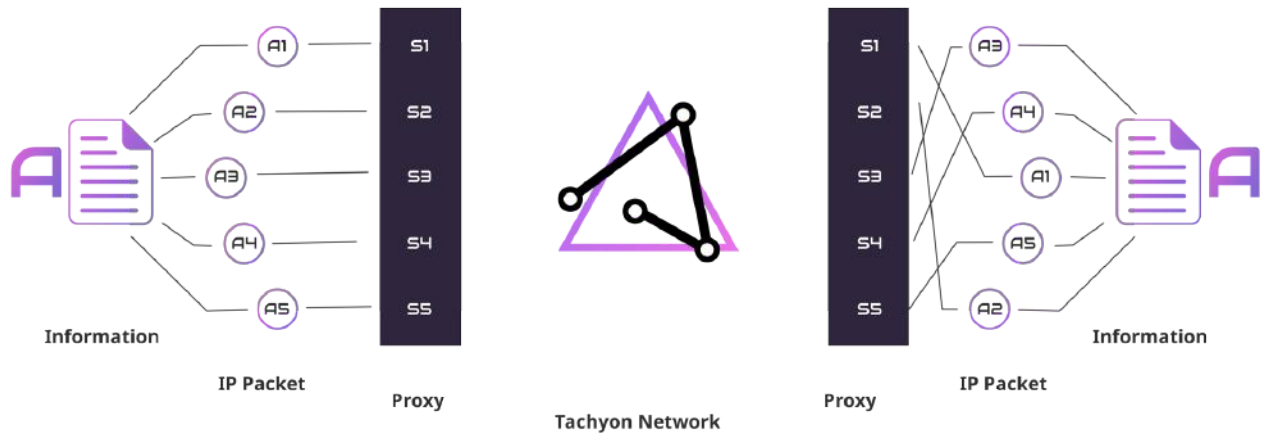 A1
S1
S1
A3
A2
S2
S2
A4
A
A3
S3
S3
A1
A
A4
S4
S4
A5
A5
S5
S5
A2
Information
Information
IP Packet
IP Packet
Proxy
Proxy
Tachyon Network